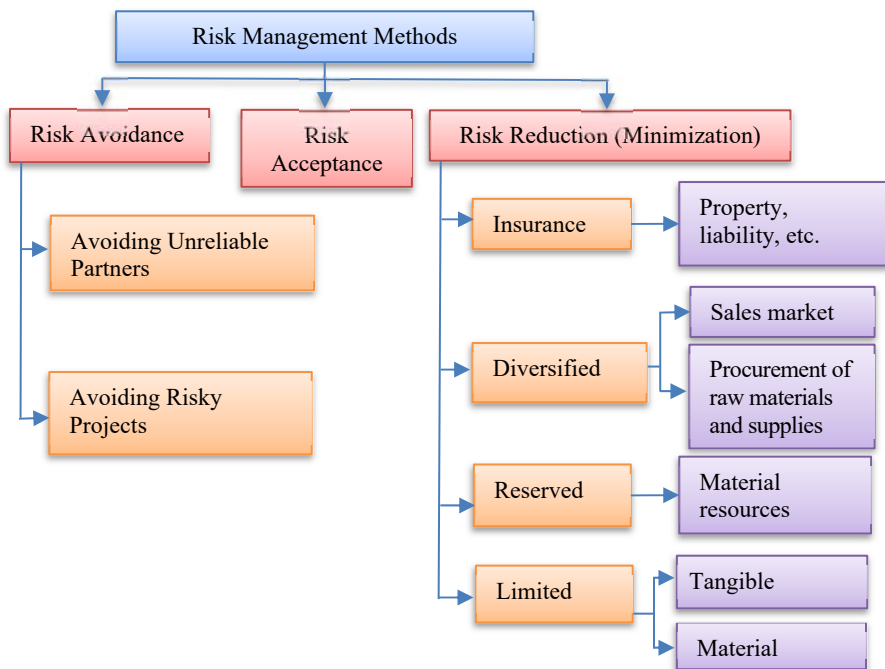 Risk Management Methods
Risk Avoidance
Risk
Acceptance
Risk Reduction (Minimization)
Avoiding Unreliable
Partners
Avoiding Risky
Projects
Insurance
Property,
liability, etc.
Diversified
Sales market
Procurement of
raw materials
and supplies
Reserved
Material
resources
Limited
Tangible
Material